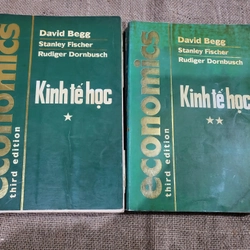 economics
third edition
David Begg
Stanley Fischer
Rudiger Dornbusch
Kinh tế học
★
economics
third edition
David Begg
Stanley Fischer
Rudiger Dornbusch
Kinh tế học
★★